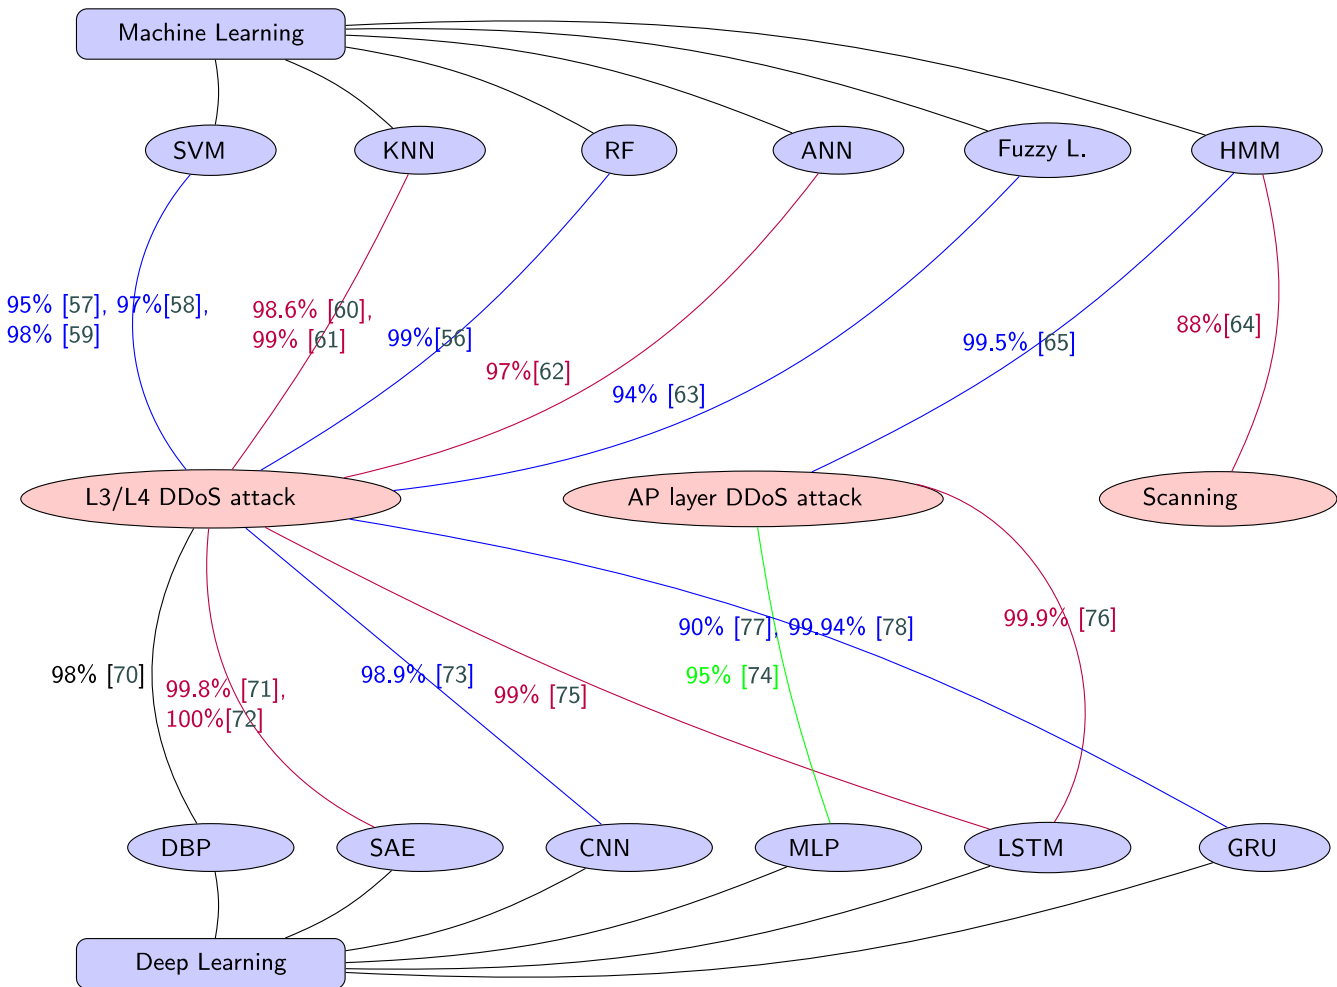 Machine Learning
SVM
KNN
RF
ANN
Fuzzy L.
HMM
95% [57], 97%[58],
98% [59]
98.6% [60],
99% [61]
99%[56]
97%[62]
94% [63]
99.5% [65]
88%[64]
L3/L4 DDoS attack
AP layer DDoS attack
Scanning
98% [70]
99.8% [71],
100%[72]
98.9% [73]
99% [75]
90% [77], 99.94% [78]
95% [74]
99.9% [76]
DBP
SAE
CNN
MLP
LSTM
GRU
Deep Learning